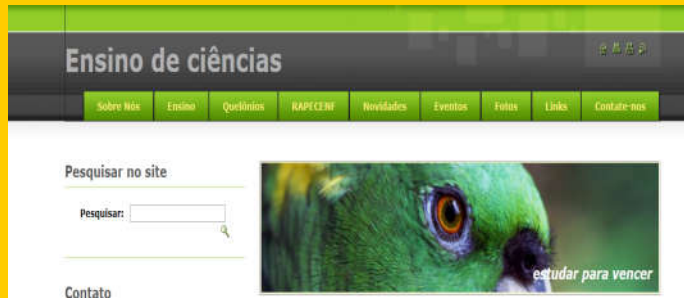 Ensino de ciências
Sobre Nós Ensino Quelônios RAPECENF Novidades Eventos Fotos Links Contate-nos
Pesquisar no site
Pesquisar:
estudar para vencer
Contato